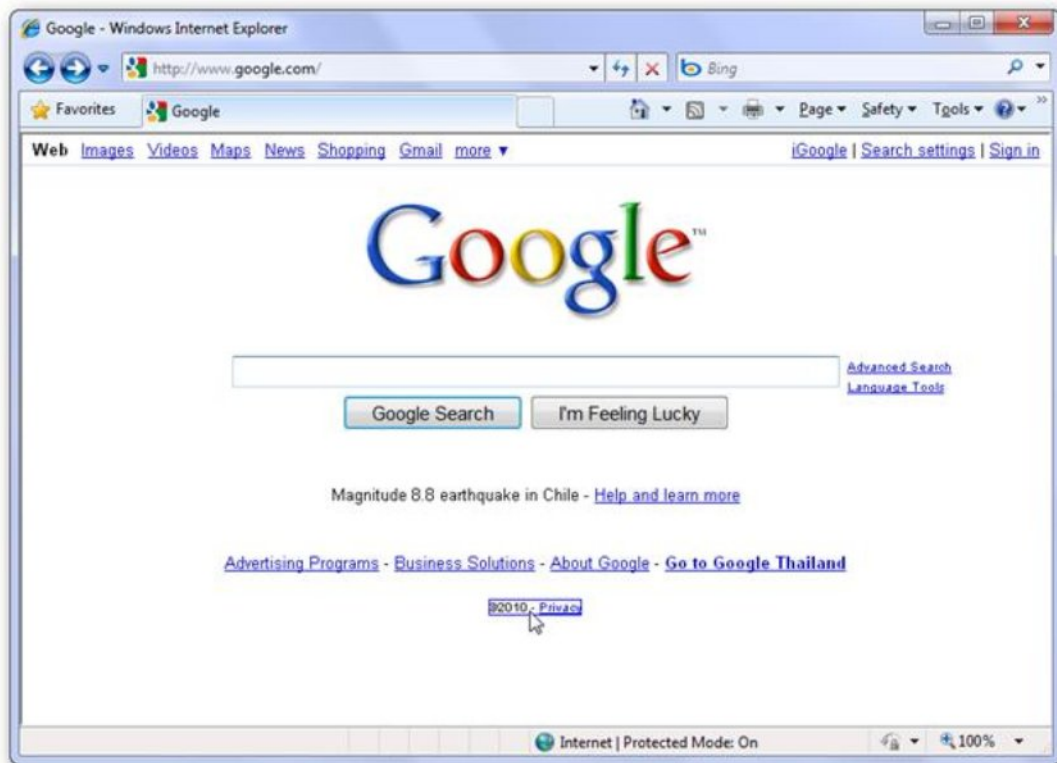 Google - Windows Internet Explorer
http://www.google.com/ Bing
Favorites Google Page Safety Tools
Web Images Videos Maps News Shopping Gmail more ▼ iGoogle | Search settings | Sign in
Google™
Advanced Search
Language Tools
Google Search I'm Feeling Lucky
Magnitude 8.8 earthquake in Chile - Help and learn more
Advertising Programs - Business Solutions - About Google - Go to Google Thailand
©2010 - Privacy
Internet | Protected Mode: On 100%